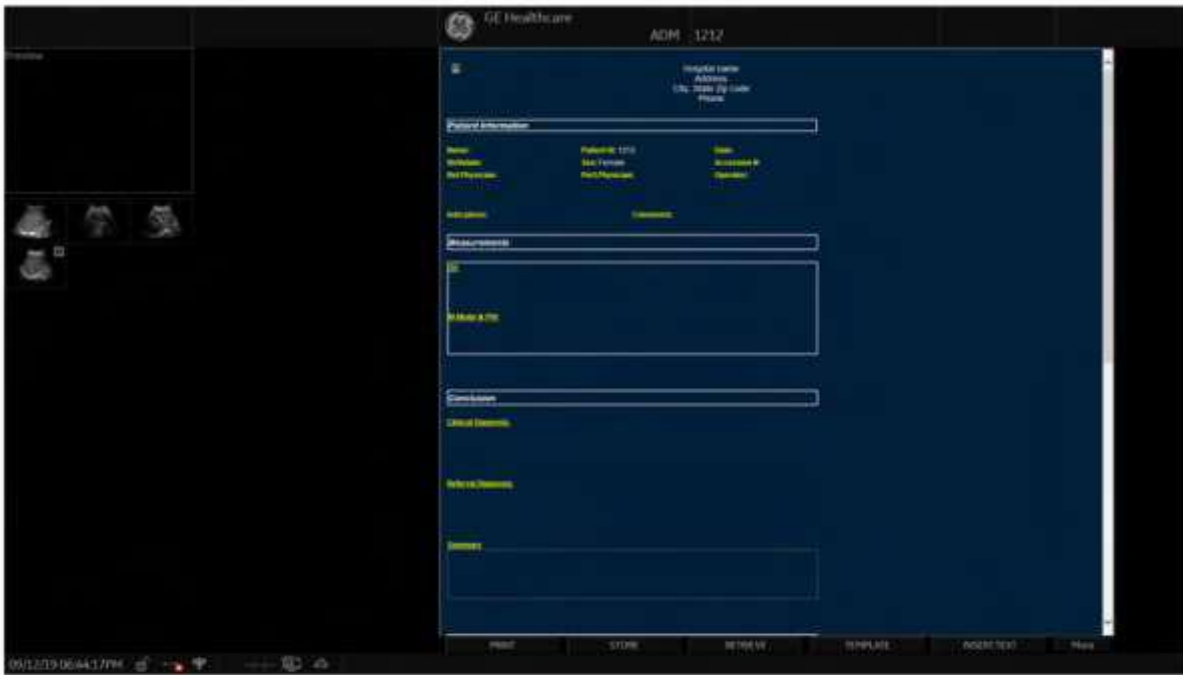 GE Healthcare
ADM 1212
Preview
Hospital name
Address
City, State Zip code
Phone
Patient Information
Name: Patient ID: 1212 Date:
Birthdate: Sex: Female Accession #:
Ref.Physician: Perf.Physician: Operator:
Indications: Comments:
Measurements
2D
M-Mode & PW
Conclusion
Clinical Diagnosis:
Referral Diagnosis:
Summary
PRINT STORE RETRIEVE TEMPLATE INSERT TEXT More
09/12/19 06:44:17PM